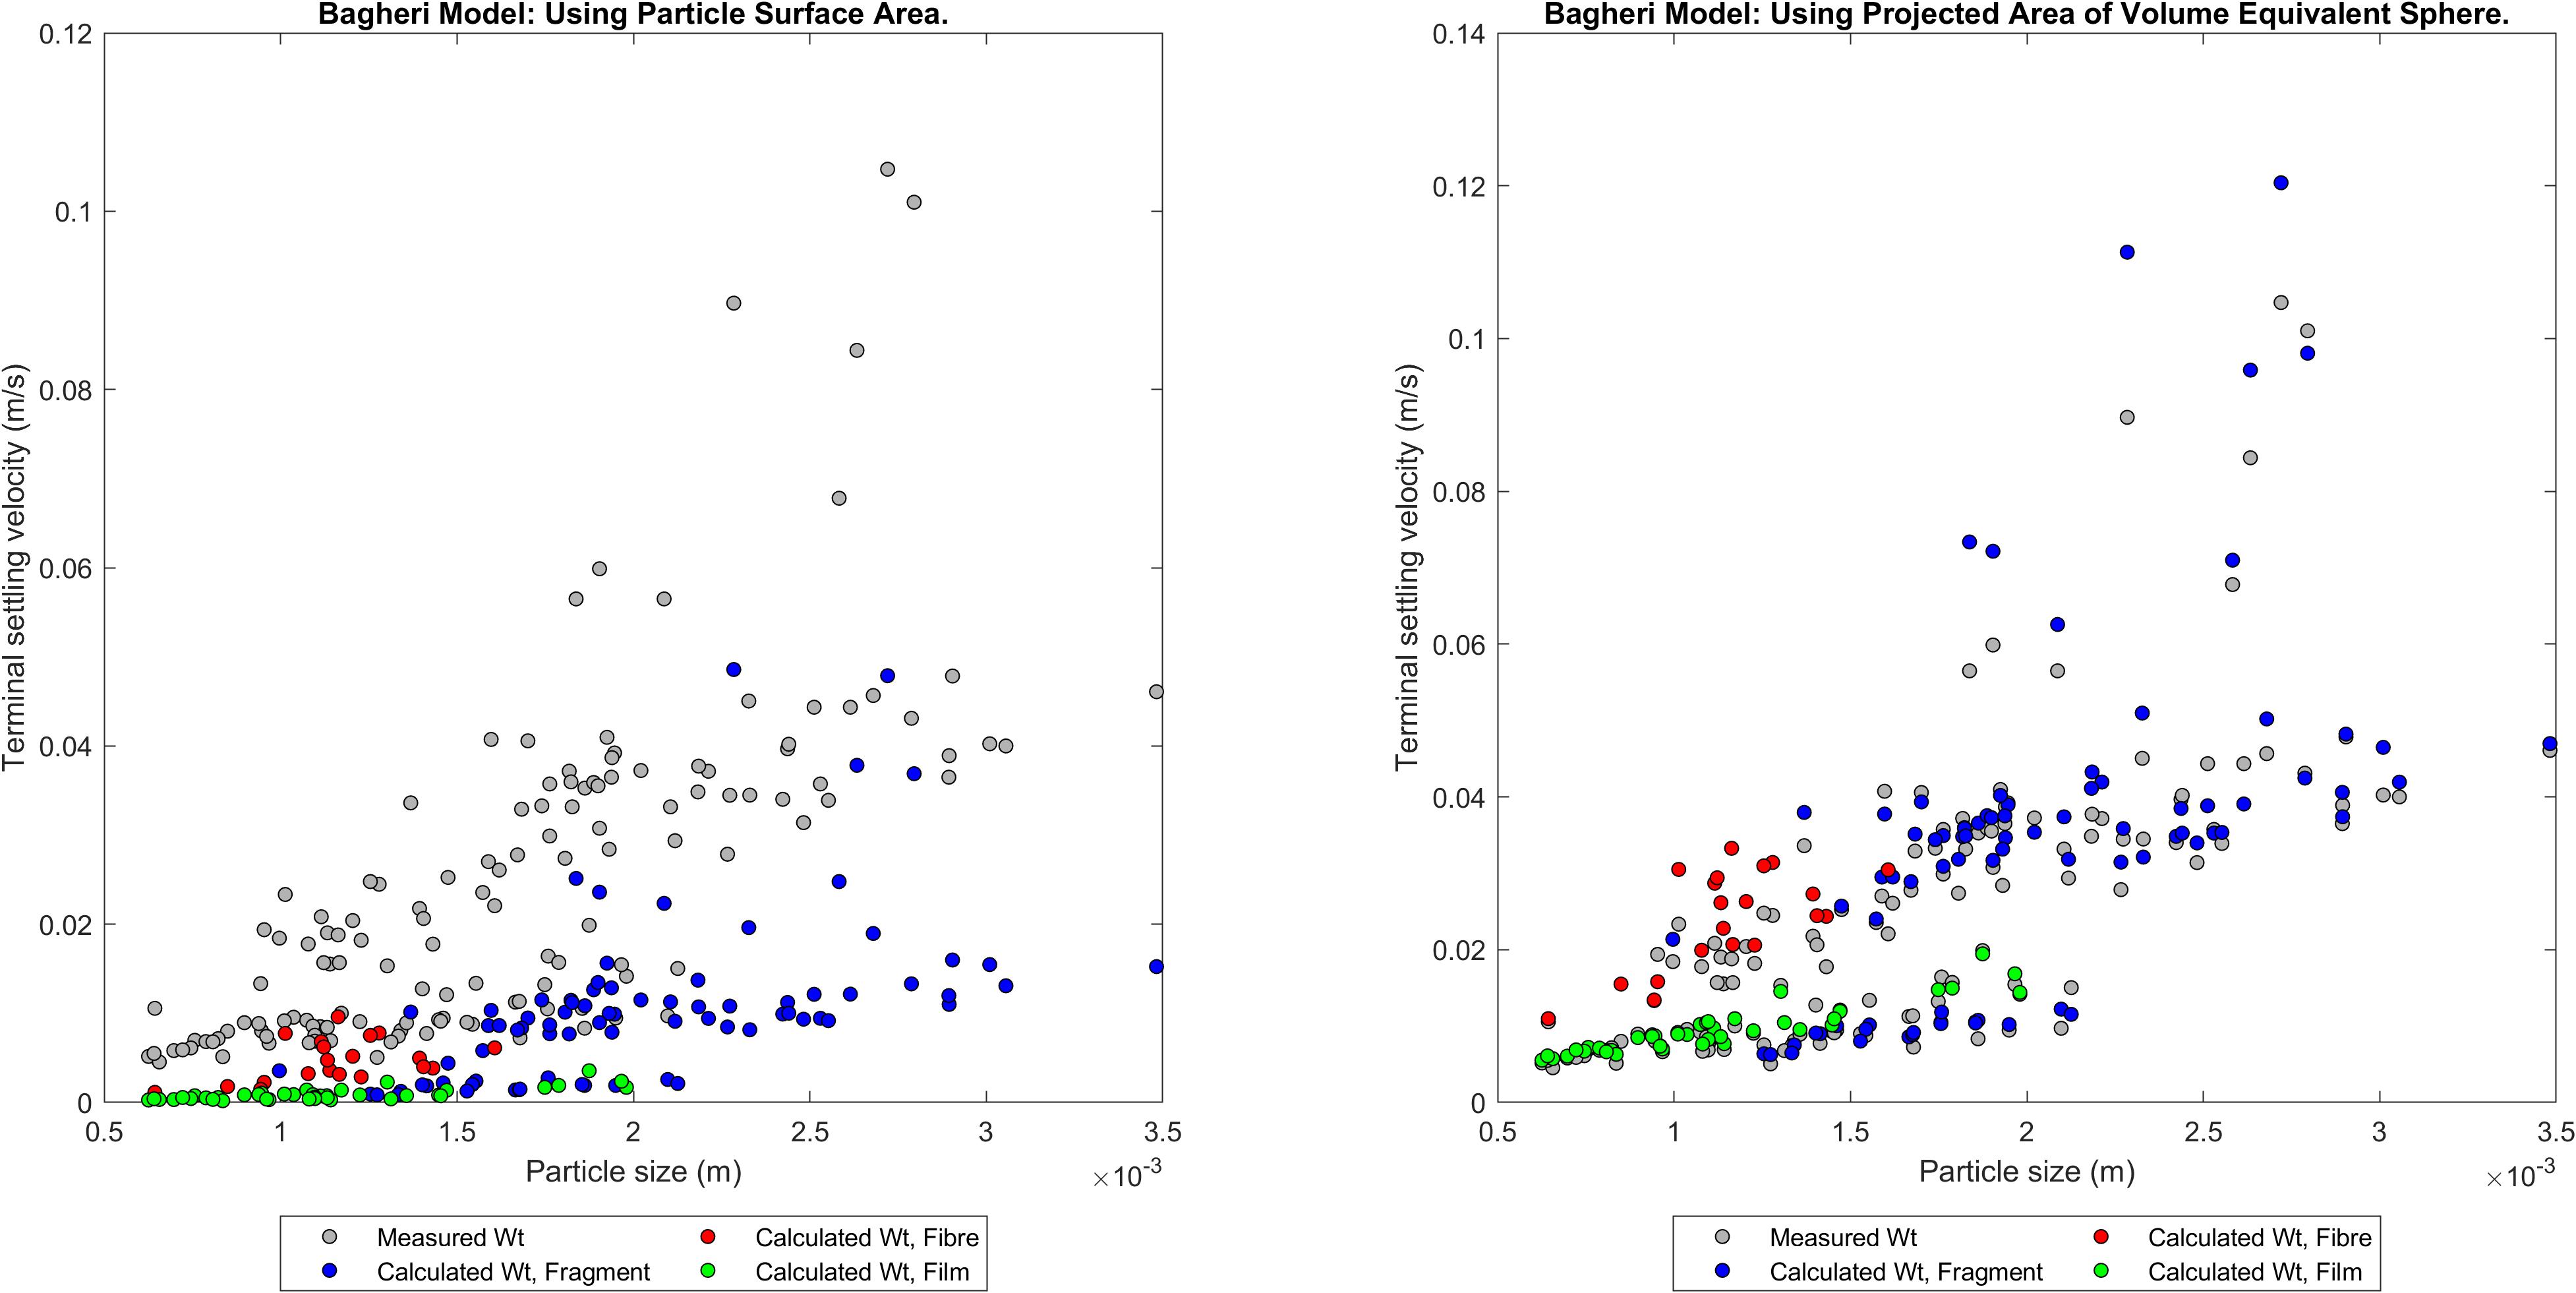 Bagheri Model: Using Particle Surface Area.
0.12
0.1
0.08
0.06
0.04
0.02
0
Terminal settling velocity (m/s)
0.5 1 1.5 2 2.5 3 3.5
Particle size (m)
×10-3
Measured Wt
Calculated Wt, Fibre
Calculated Wt, Fragment
Calculated Wt, Film
Bagheri Model: Using Projected Area of Volume Equivalent Sphere.
0.14
0.12
0.1
0.08
0.06
0.04
0.02
0
Terminal settling velocity (m/s)
0.5 1 1.5 2 2.5 3 3.5
Particle size (m)
×10-3
Measured Wt
Calculated Wt, Fibre
Calculated Wt, Fragment
Calculated Wt, Film